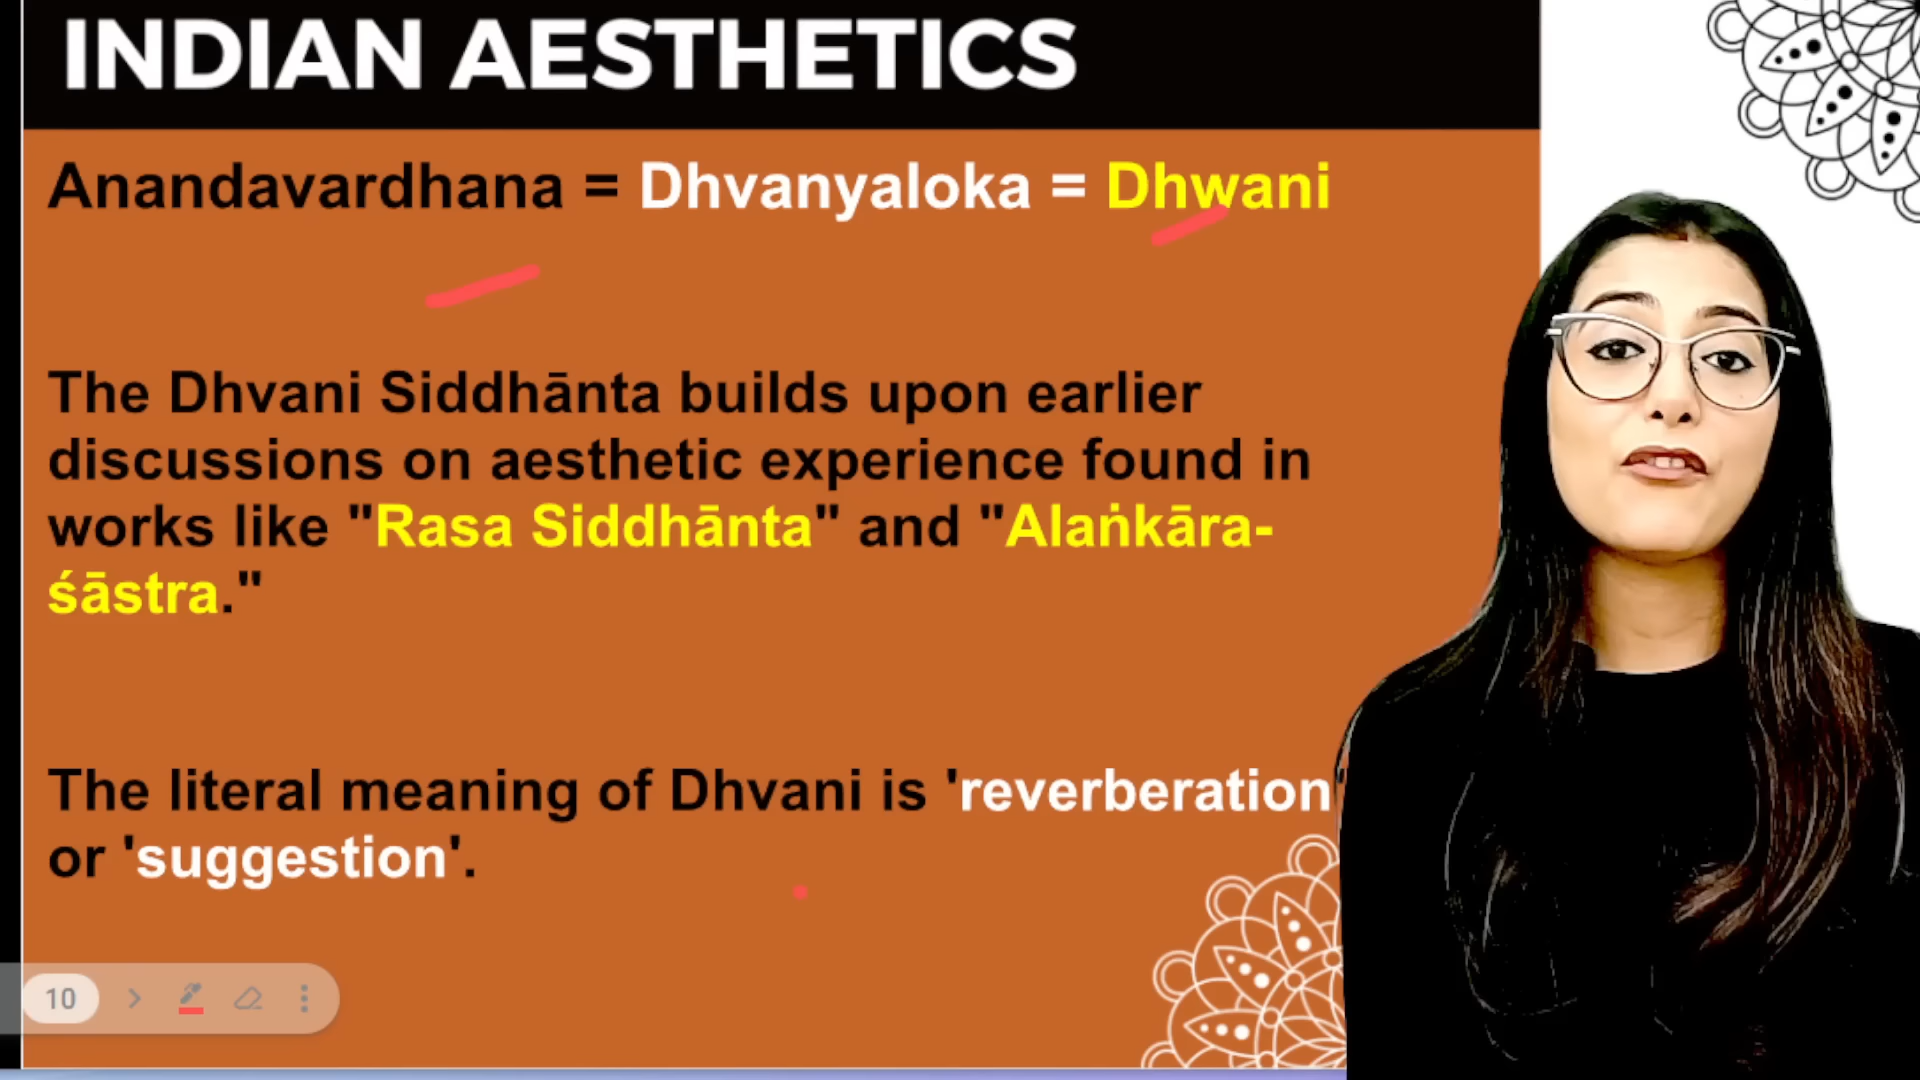 INDIAN AESTHETICS
Anandavardhana = Dhvanyaloka = Dhwani
The Dhvani Siddhānta builds upon earlier
discussions on aesthetic experience found in
works like "Rasa Siddhānta" and "Alaṅkāra-
śāstra."
The literal meaning of Dhvani is 'reverberation'
or 'suggestion'.
10